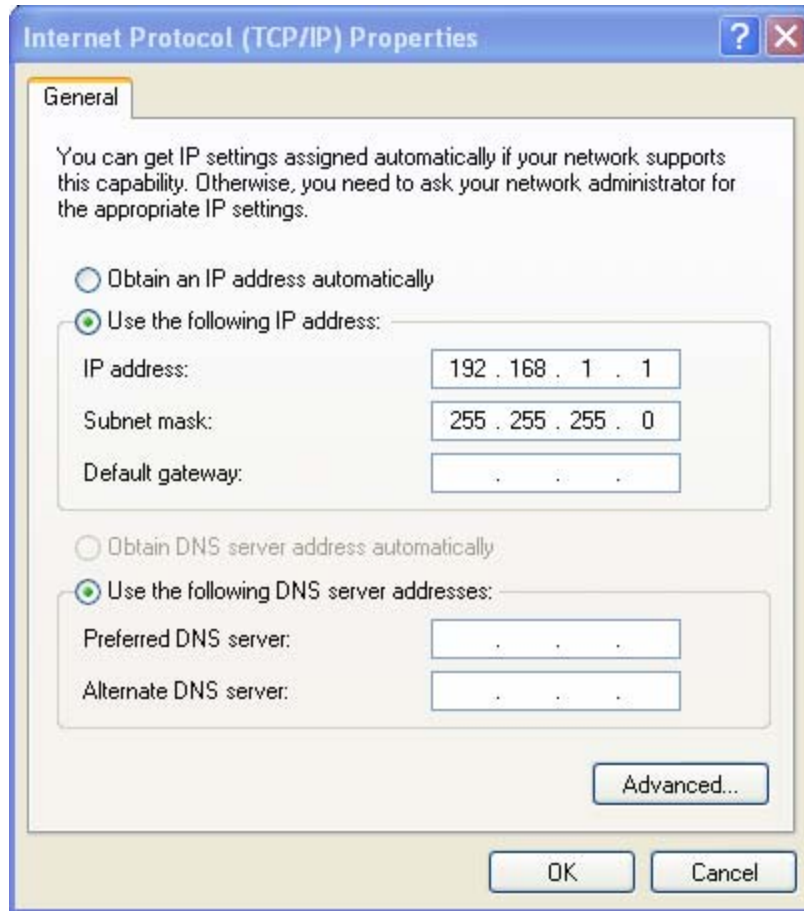 Internet Protocol (TCP/IP) Properties
General
You can get IP settings assigned automatically if your network supports
this capability. Otherwise, you need to ask your network administrator for
the appropriate IP settings.
Obtain an IP address automatically
Use the following IP address:
IP address: 192 . 168 . 1 . 1
Subnet mask: 255 . 255 . 255 . 0
Default gateway: . . .
Obtain DNS server address automatically
Use the following DNS server addresses:
Preferred DNS server: . . .
Alternate DNS server: . . .
Advanced...
OK Cancel